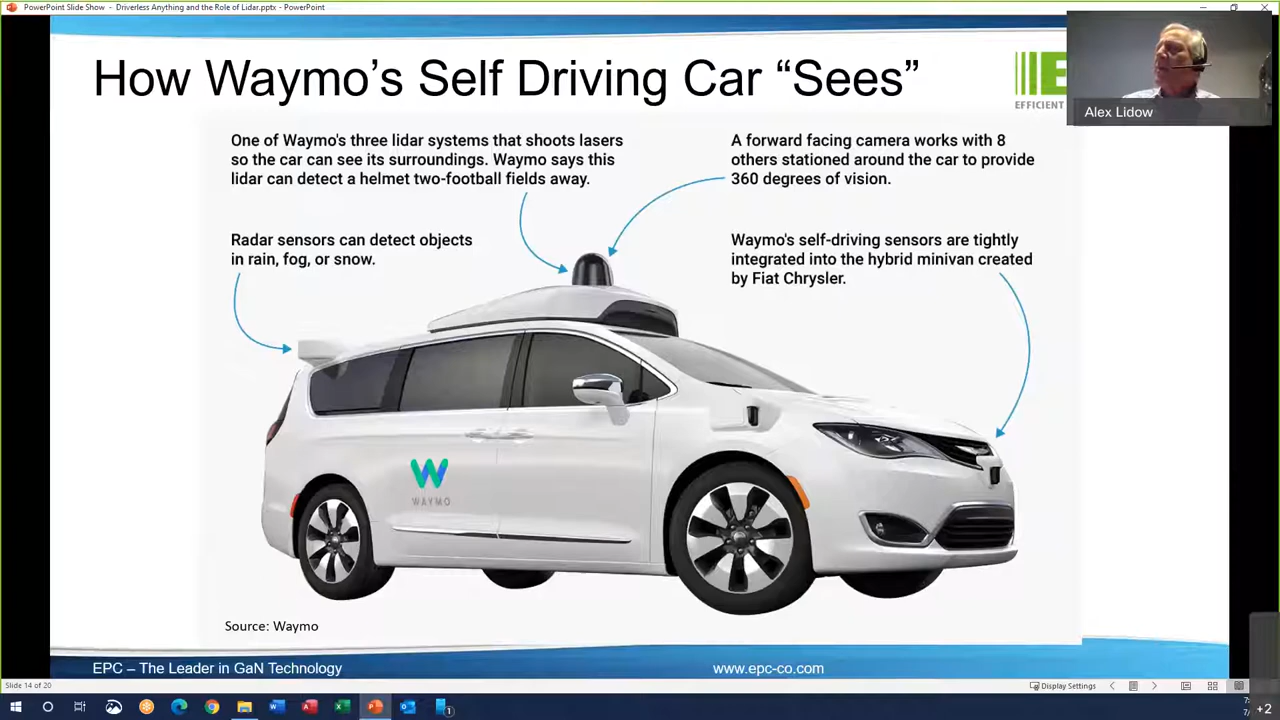 PowerPoint Slide Show - Driverless Anything and the Role of Lidar.pptx - PowerPoint
How Waymo's Self Driving Car “Sees”
E
EFFICIENT
Alex Lidow
One of Waymo's three lidar systems that shoots lasers
so the car can see its surroundings. Waymo says this
lidar can detect a helmet two-football fields away.
A forward facing camera works with 8
others stationed around the car to provide
360 degrees of vision.
Radar sensors can detect objects
in rain, fog, or snow.
Waymo's self-driving sensors are tightly
integrated into the hybrid minivan created
by Fiat Chrysler.
WAYMO
Source: Waymo
EPC – The Leader in GaN Technology
www.epc-co.com
Slide 14 of 20
Display Settings
+2